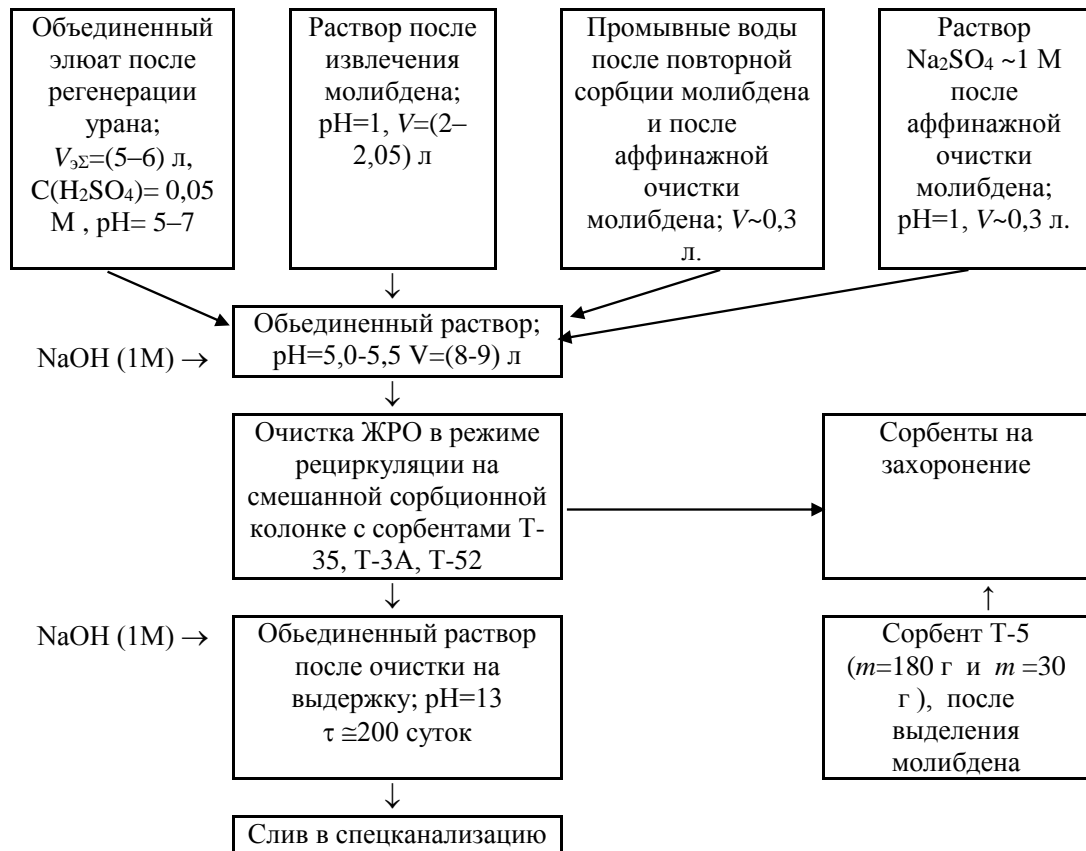 Объединенный
элюат после
регенерации
урана;
VэΣ=(5–6) л,
C(H2SO4)= 0,05
М , pH= 5–7
Раствор после
извлечения
молибдена;
pH=1, V=(2–
2,05) л
Промывные воды
после повторной
сорбции молибдена
и после
аффинажной
очистки
молибдена; V~0,3
л.
Раствор
Na2SO4 ~1 М
после
аффинажной
очистки
молибдена;
pH=1, V~0,3 л.
↓
NaOH (1М) →
Обьединенный раствор;
pH=5,0-5,5 V=(8-9) л
↓
Очистка ЖРО в режиме
рециркуляции на
смешанной сорбционной
колонке с сорбентами Т-
35, Т-3А, Т-52
Сорбенты на
захоронение
↓
↑
NaOH (1М) →
Обьединенный раствор
после очистки на
выдержку; pH=13
τ ≅200 суток
Сорбент Т-5
(m=180 г и m =30
г ), после
выделения
молибдена
↓
Слив в спецканализацию